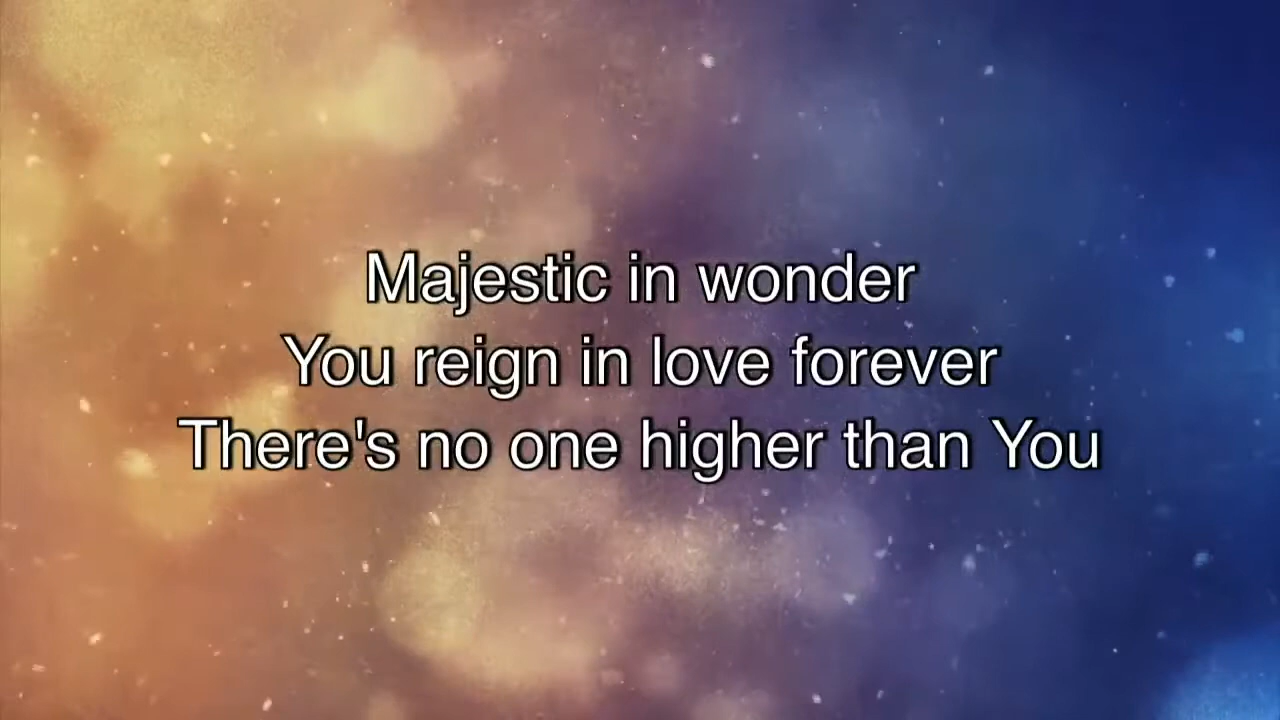 Majestic in wonder
You reign in love forever
There's no one higher than You